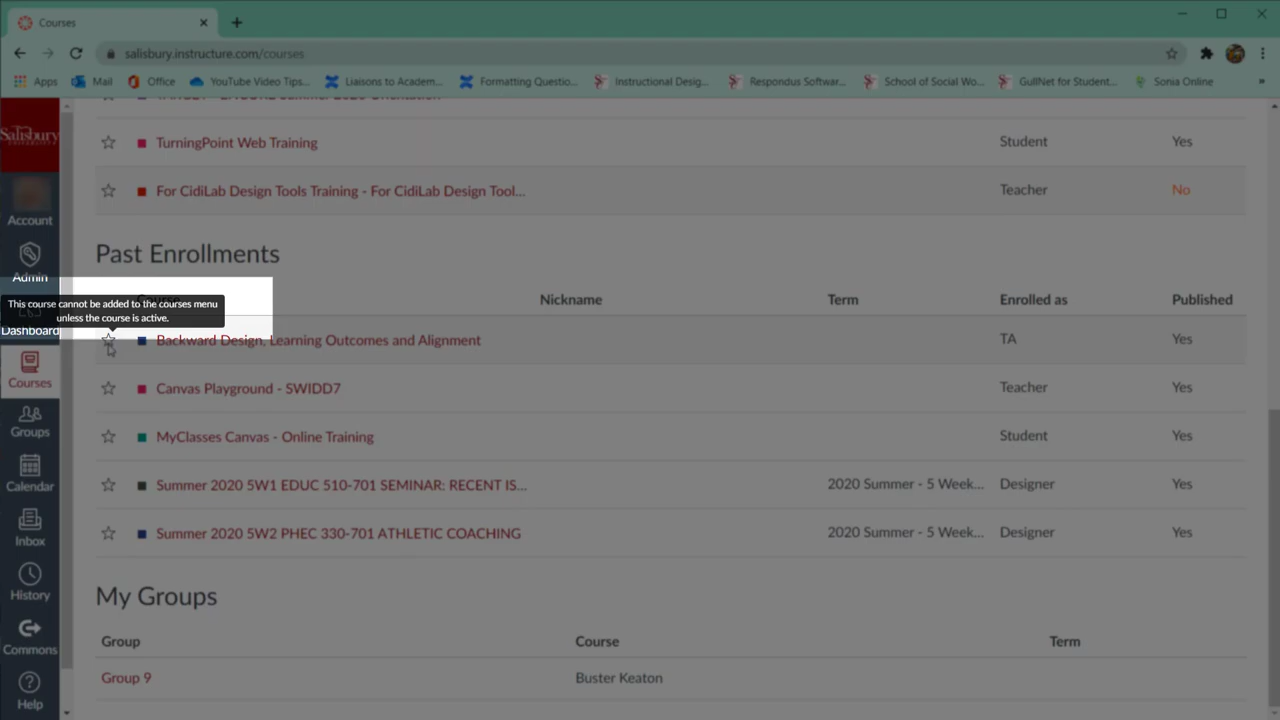 Courses
salisbury.instructure.com/courses
Apps Mail Office YouTube Video Tips... Liaisons to Academ... Formatting Questio... Instructional Desig... Respondus Softwar... School of Social Wo... GullNet for Student... Sonia Online »
Salisbury
UNIVERSITY
Account
Admin
Dashboard
Courses
Groups
Calendar
Inbox
History
Commons
Help
TurningPoint Web Training Student Yes
For CidiLab Design Tools Training - For CidiLab Design Tool... Teacher No
Past Enrollments
Course Nickname Term Enrolled as Published
This course cannot be added to the courses menu
unless the course is active.
Backward Design, Learning Outcomes and Alignment TA Yes
Canvas Playground - SWIDD7 Teacher Yes
MyClasses Canvas - Online Training Student Yes
Summer 2020 5W1 EDUC 510-701 SEMINAR: RECENT IS... 2020 Summer - 5 Week... Designer Yes
Summer 2020 5W2 PHEC 330-701 ATHLETIC COACHING 2020 Summer - 5 Week... Designer Yes
My Groups
Group Course Term
Group 9 Buster Keaton